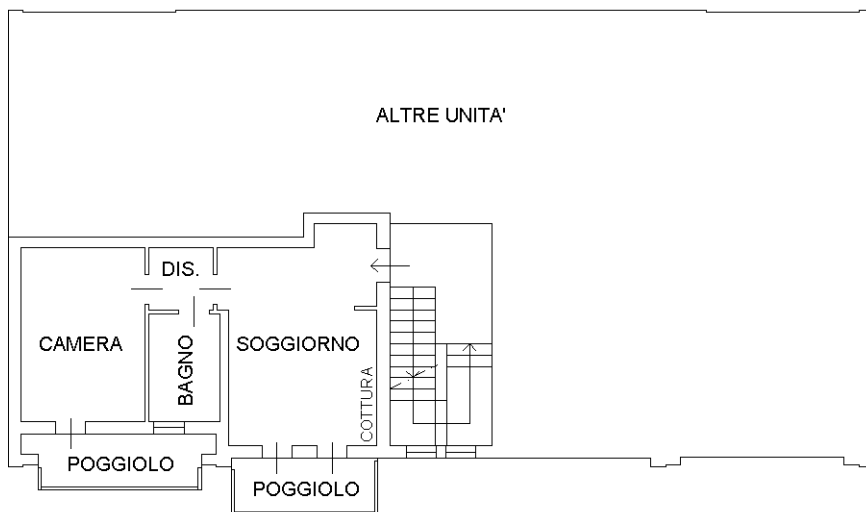 ALTRE UNITA'
DIS.
CAMERA
BAGNO
SOGGIORNO
COTTURA
POGGIOLO
POGGIOLO